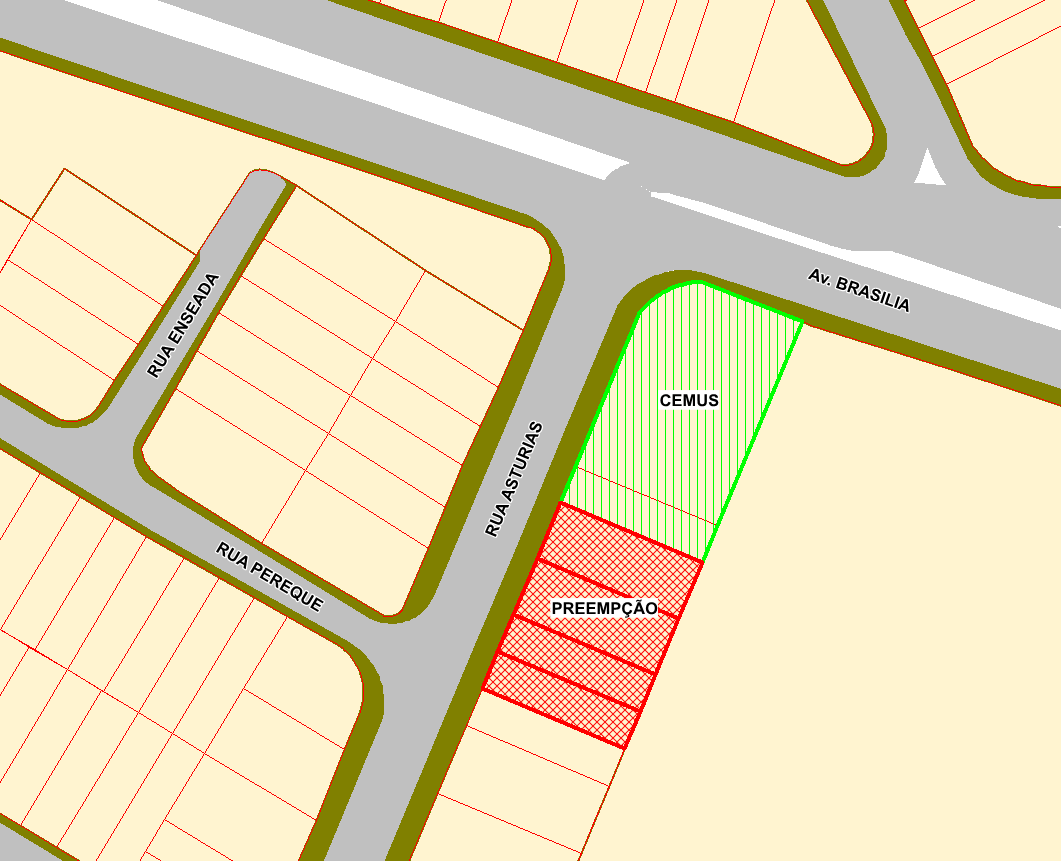 Av. BRASILIA
RUA ENSEADA
CEMUS
RUA ASTURIAS
RUA PEREQUE
PREEMPÇÃO